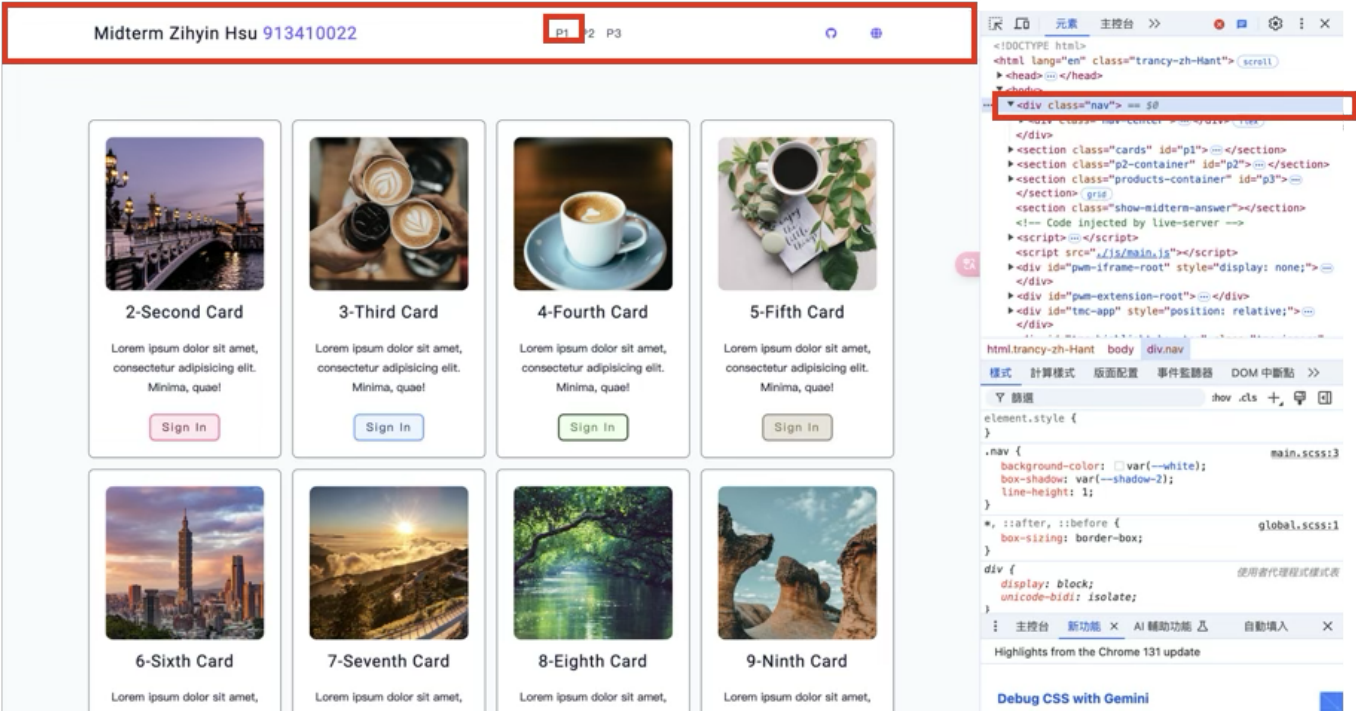 Midterm Zihyin Hsu 913410022
P1 P2 P3
2-Second Card
Lorem ipsum dolor sit amet,
consectetur adipisicing elit.
Minima, quae!
Sign In
3-Third Card
Lorem ipsum dolor sit amet,
consectetur adipisicing elit.
Minima, quae!
Sign In
4-Fourth Card
Lorem ipsum dolor sit amet,
consectetur adipisicing elit.
Minima, quae!
Sign In
enjoy
the
little
things
5-Fifth Card
Lorem ipsum dolor sit amet,
consectetur adipisicing elit.
Minima, quae!
Sign In
6-Sixth Card
Lorem ipsum dolor sit amet,
7-Seventh Card
Lorem ipsum dolor sit amet,
8-Eighth Card
Lorem ipsum dolor sit amet,
9-Ninth Card
Lorem ipsum dolor sit amet,
元素 主控台
<!DOCTYPE html>
<html lang="en" class="trancy-zh-Hant"> scroll
<head> </head>
<body>
<div class="nav"> == $0
<div class="nav-center"> </div> flex
</div>
<section class="cards" id="p1"> </section>
<section class="p2-container" id="p2"> </section>
<section class="products-container" id="p3">
</section> grid
<section class="show-midterm-answer"></section>
<!-- Code injected by live-server -->
<script> </script>
<script src="./js/main.js"></script>
<div id="pwm-iframe-root" style="display: none;">
</div>
<div id="pwm-extension-root"> </div>
<div id="tmc-app" style="position: relative;">
</div>
html.trancy-zh-Hant body div.nav
樣式 計算樣式 版面配置 事件監聽器 DOM 中斷點
篩選 :hov .cls
element.style {
}
.nav { main.scss:3
background-color: var(--white);
box-shadow: var(--shadow-2);
line-height: 1;
}
*, ::after, ::before { global.scss:1
box-sizing: border-box;
}
div { 使用者代理程式樣式表
display: block;
unicode-bidi: isolate;
}
主控台 新功能 AI 輔助功能 自動填入
Highlights from the Chrome 131 update
Debug CSS with Gemini